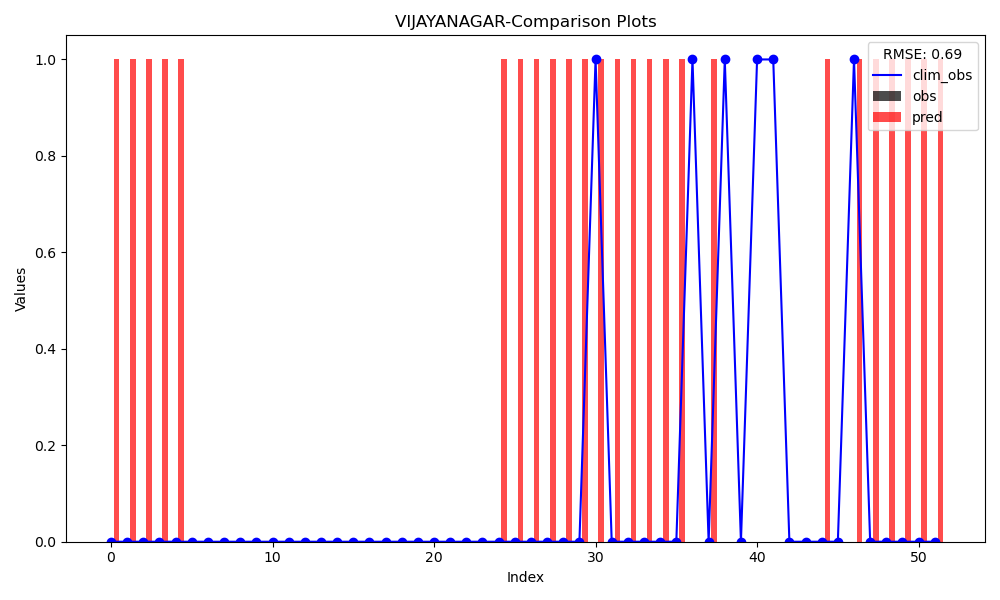 VIJAYANAGAR-Comparison Plots
RMSE: 0.69
clim_obs
obs
pred
Values
1.0
0.8
0.6
0.4
0.2
0.0
0 10 20 30 40 50
Index